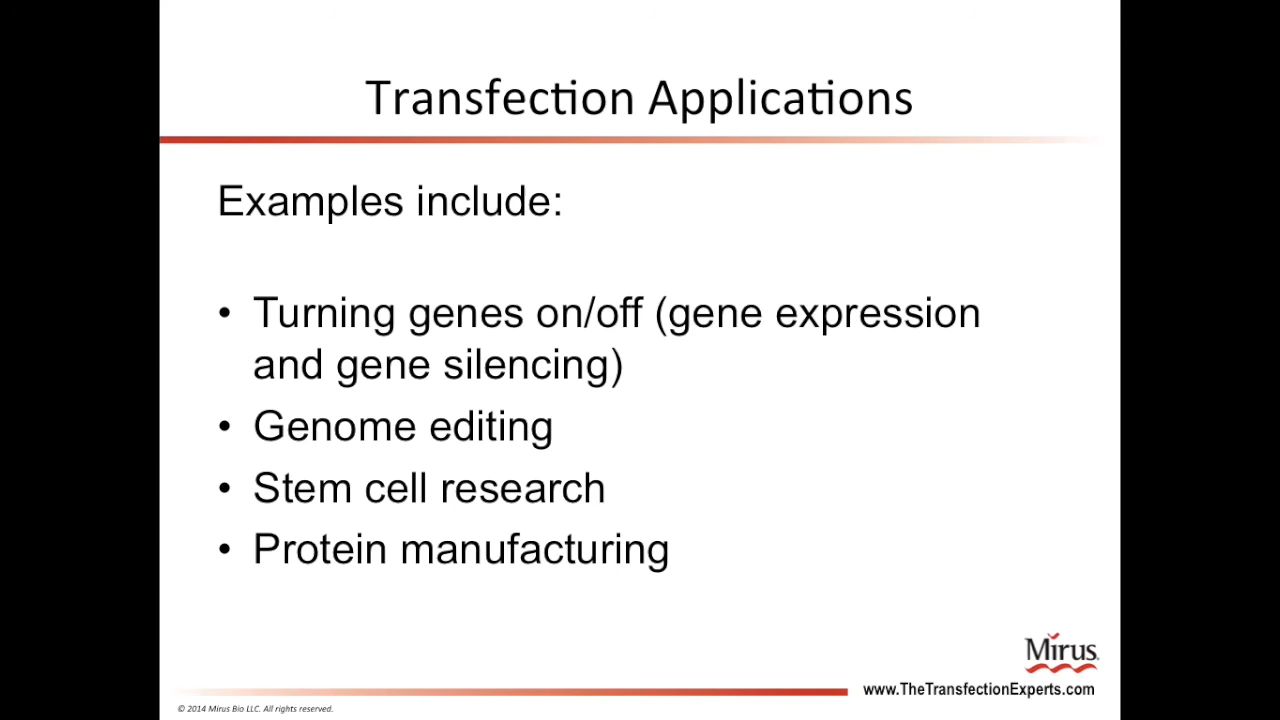 Transfection Applications
Examples include:
• Turning genes on/off (gene expression
and gene silencing)
• Genome editing
• Stem cell research
• Protein manufacturing
Mirus.
www.TheTransfectionExperts.com
© 2014 Mirus Bio LLC. All rights reserved.